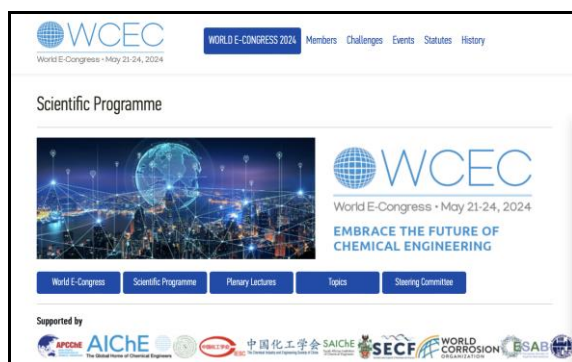 WCEC
World E-Congress • May 21-24, 2024
WORLD E-CONGRESS 2024 Members Challenges Events Statutes History
Scientific Programme
WCEC
World E-Congress • May 21-24, 2024
EMBRACE THE FUTURE OF
CHEMICAL ENGINEERING
World E-Congress Scientific Programme Plenary Lectures Topics Steering Committee
Supported by
APCChE AIChE 中国化工学会 SAIChE SECF WORLD
The Global Home of Chemical Engineers CORROSION ESAB
ORGANIZATION